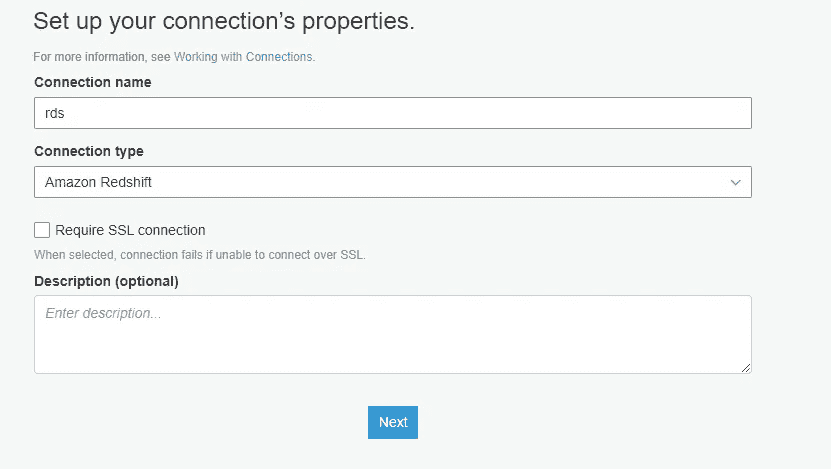 Set up your connection’s properties.
For more information, see Working with Connections.
Connection name
rds
Connection type
Amazon Redshift
Require SSL connection
When selected, connection fails if unable to connect over SSL.
Description (optional)
Enter description...
Next